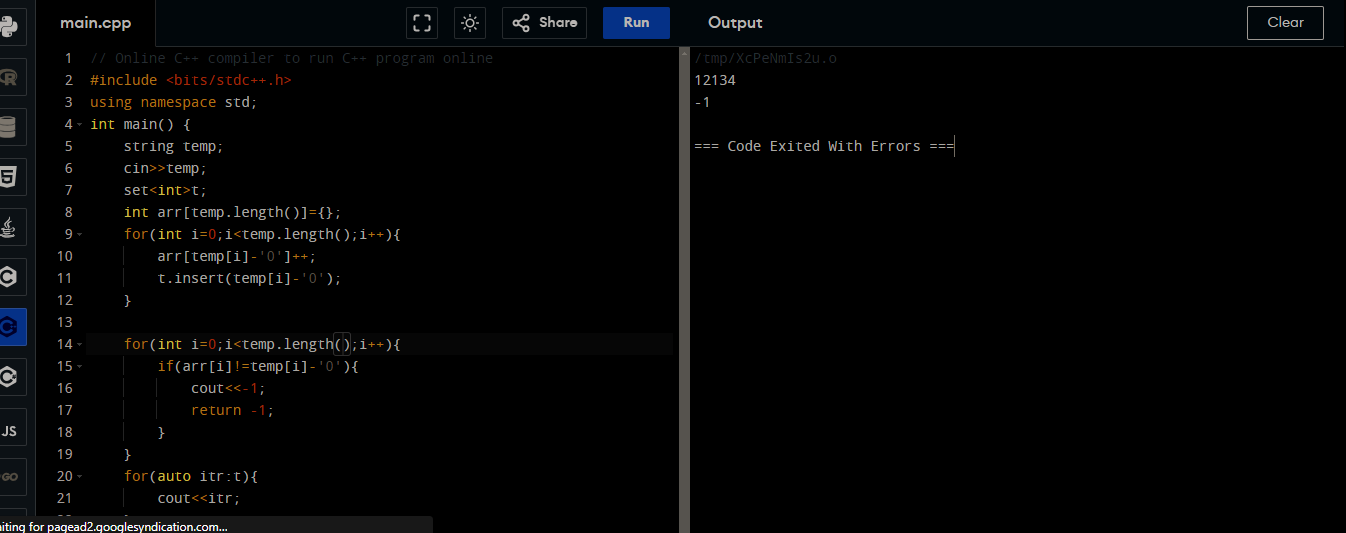 main.cpp
Share
Run
Output
Clear
1 // Online C++ compiler to run C++ program online
2 #include <bits/stdc++.h>
3 using namespace std;
4 int main() {
5 string temp;
6 cin>>temp;
7 set<int>t;
8 int arr[temp.length()]={};
9 for(int i=0;i<temp.length();i++){
10 arr[temp[i]-'0']++;
11 t.insert(temp[i]-'0');
12 }
13
14 for(int i=0;i<temp.length();i++){
15 if(arr[i]!=temp[i]-'0'){
16 cout<<-1;
17 return -1;
18 }
19 }
20 for(auto itr:t){
21 cout<<itr;
/tmp/XcPeNmIs2u.o
12134
-1
=== Code Exited With Errors ===
R
5
C
C
JS
GO
iting for pagead2.googlesyndication.com...